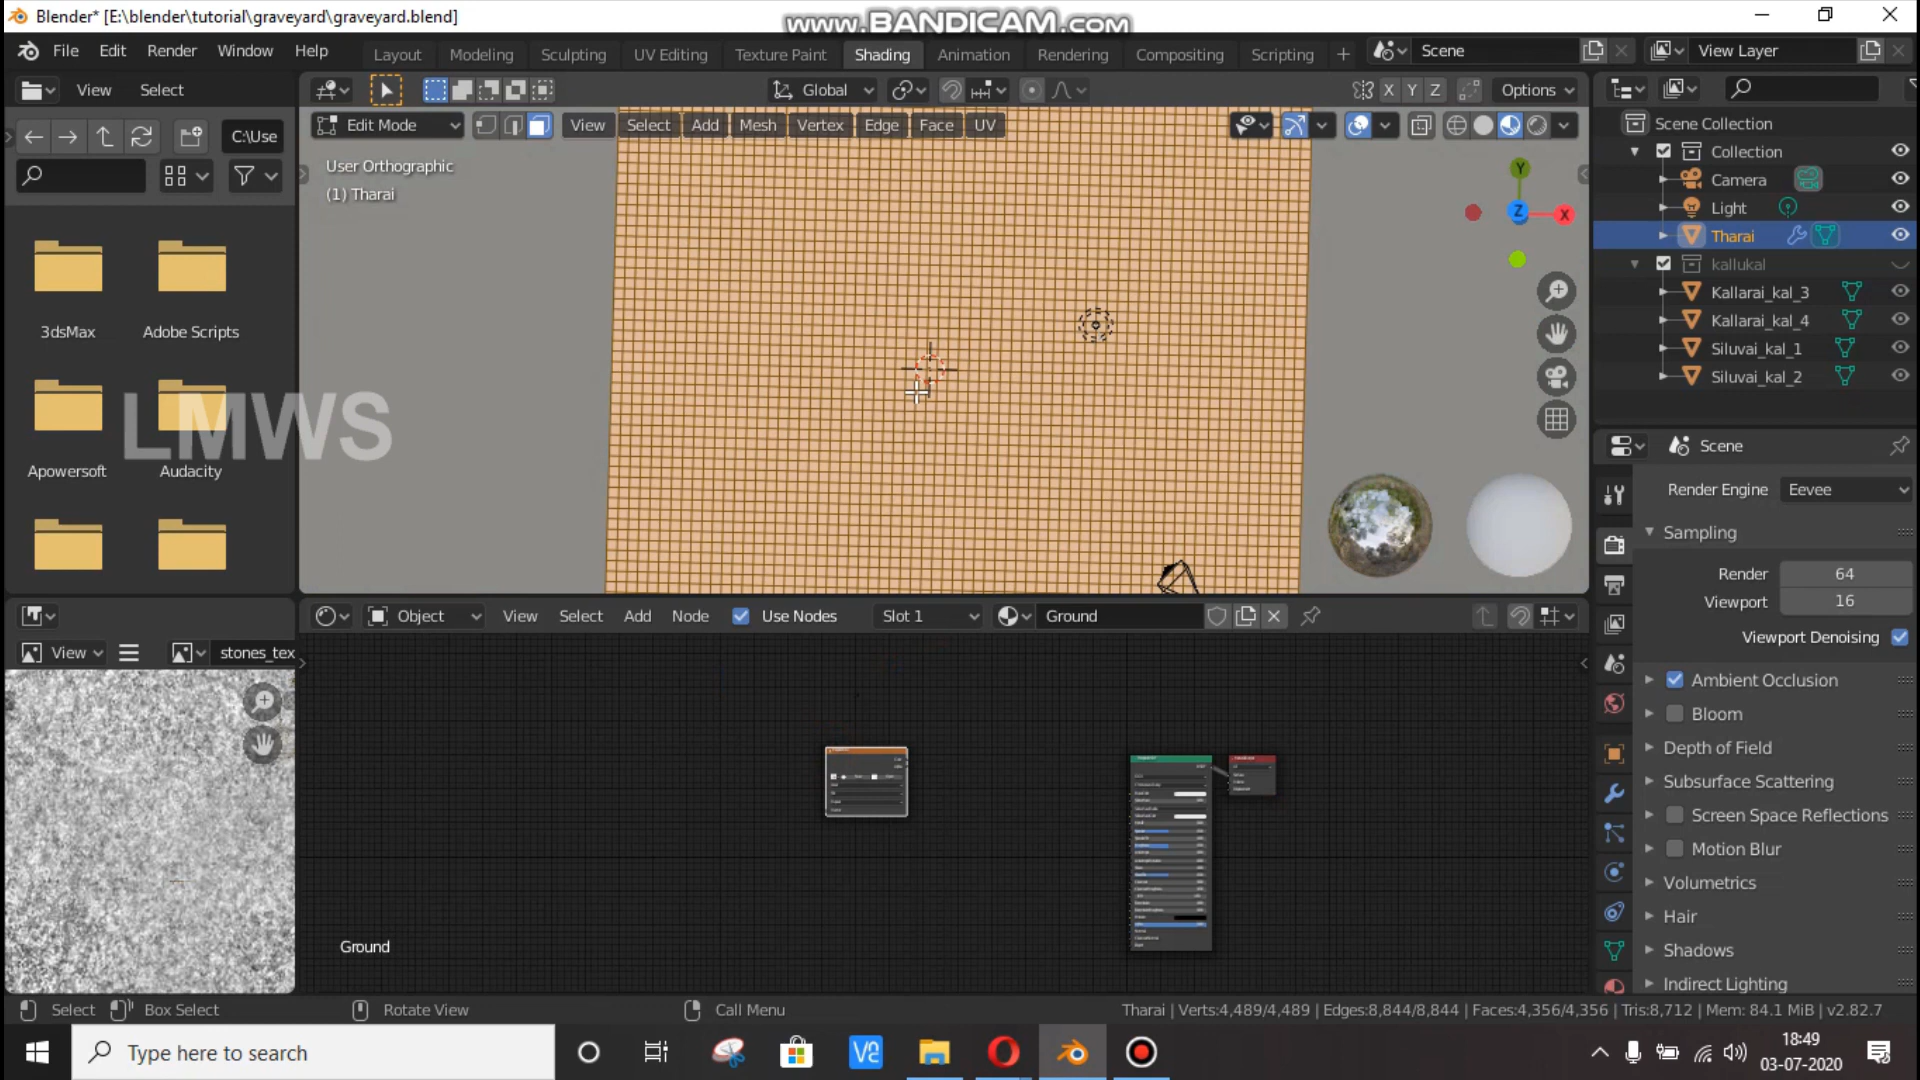 Blender* [E:\blender\tutorial\graveyard\graveyard.blend]
www.BANDICAM.com
File Edit Render Window Help
Layout Modeling Sculpting UV Editing Texture Paint Shading Animation Rendering Compositing Scripting +
Scene
View Layer
View Select
Global
X Y Z
Options
C:\Use
Edit Mode
View Select Add Mesh Vertex Edge Face UV
User Orthographic
(1) Tharai
Y
Z
X
3dsMax
Adobe Scripts
Apowersoft
Audacity
LMWS
Scene Collection
Collection
Camera
Light
Tharai
kallukal
Kallarai_kal_3
Kallarai_kal_4
Siluvai_kal_1
Siluvai_kal_2
Scene
Render Engine Eevee
Sampling
Render 64
Viewport 16
Viewport Denoising
Ambient Occlusion
Bloom
Depth of Field
Subsurface Scattering
Screen Space Reflections
Motion Blur
Volumetrics
Hair
Shadows
Indirect Lighting
Object View Select Add Node Use Nodes Slot 1 Ground
View
stones_tex
Ground
Select Box Select Rotate View Call Menu
Tharai | Verts:4,489/4,489 | Edges:8,844/8,844 | Faces:4,356/4,356 | Tris:8,712 | Mem: 84.1 MiB | v2.82.7
Type here to search
18:49
03-07-2020